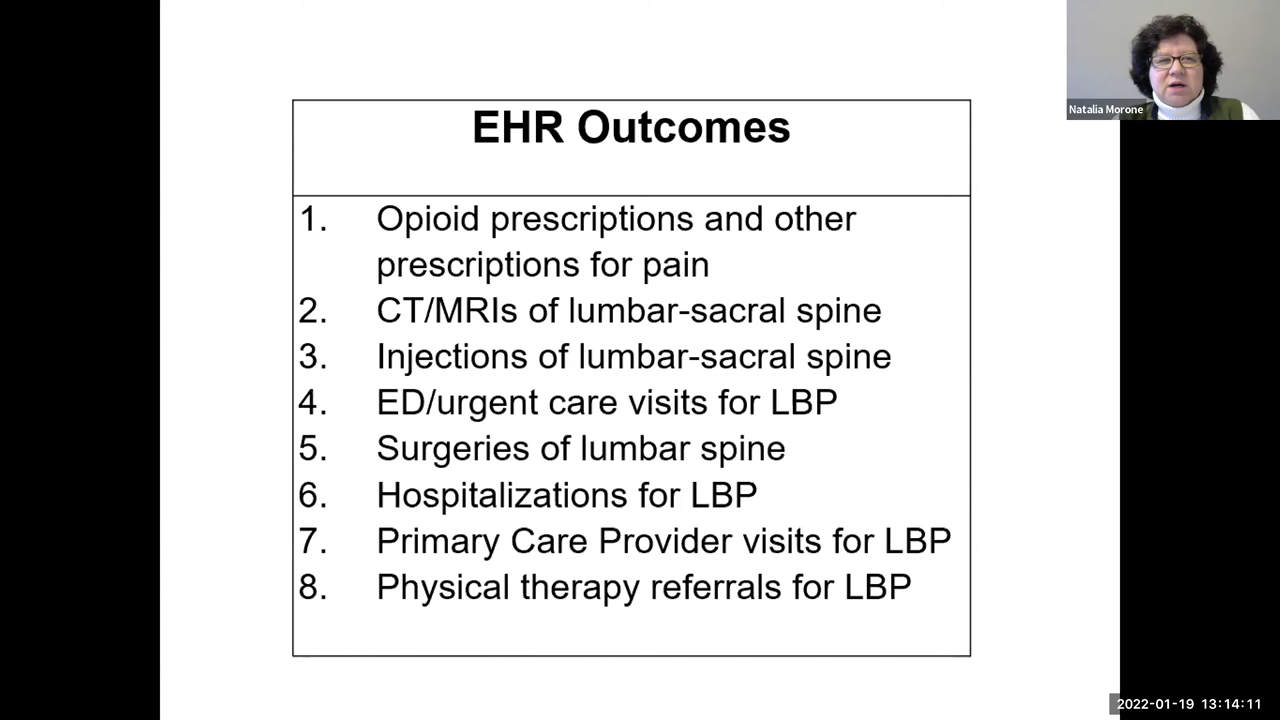 EHR Outcomes
1. Opioid prescriptions and other
prescriptions for pain
2. CT/MRIs of lumbar-sacral spine
3. Injections of lumbar-sacral spine
4. ED/urgent care visits for LBP
5. Surgeries of lumbar spine
6. Hospitalizations for LBP
7. Primary Care Provider visits for LBP
8. Physical therapy referrals for LBP
Natalia Morone
2022-01-19 13:14:11